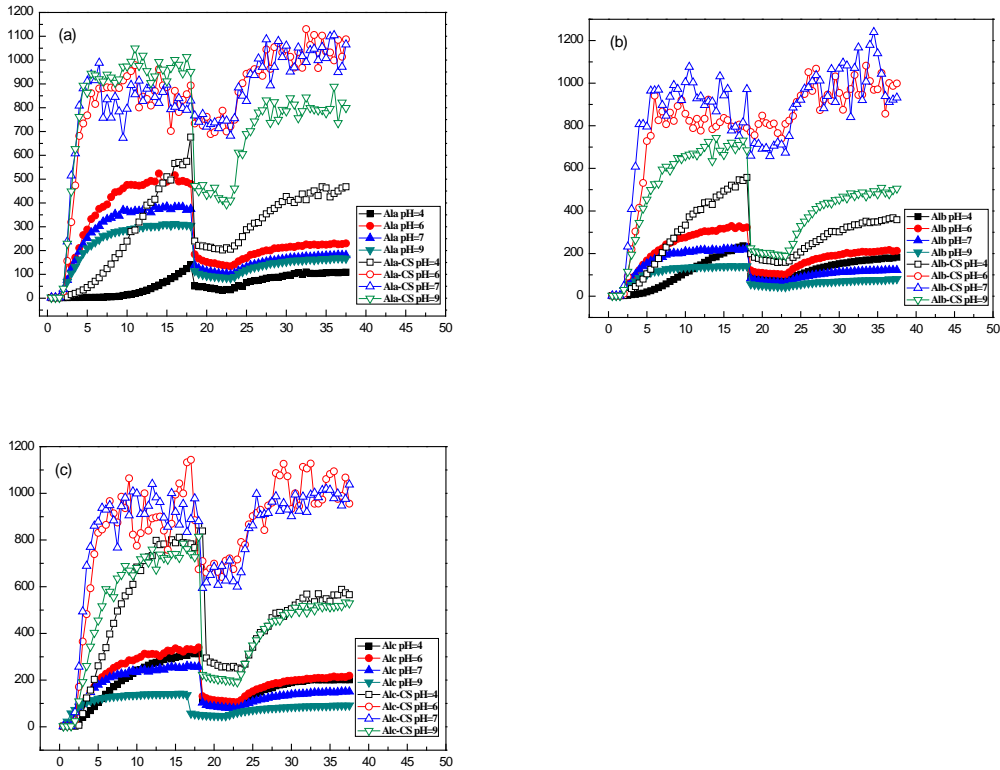 (a)
1200
1100
1000
900
800
700
600
500
400
300
200
100
0
Ala pH=4
Ala pH=6
Ala pH=7
Ala pH=9
Ala-CS pH=4
Ala-CS pH=6
Ala-CS pH=7
Ala-CS pH=9
0 5 10 15 20 25 30 35 40 45 50
(b)
1200
1000
800
600
400
200
0
Alb pH=4
Alb pH=6
Alb pH=7
Alb pH=9
Alb-CS pH=4
Alb-CS pH=6
Alb-CS pH=7
Alb-CS pH=9
0 5 10 15 20 25 30 35 40 45 50
(c)
1200
1000
800
600
400
200
0
Alc pH=4
Alc pH=6
Alc pH=7
Alc pH=9
Alc-CS pH=4
Alc-CS pH=6
Alc-CS pH=7
Alc-CS pH=9
0 5 10 15 20 25 30 35 40 45 50